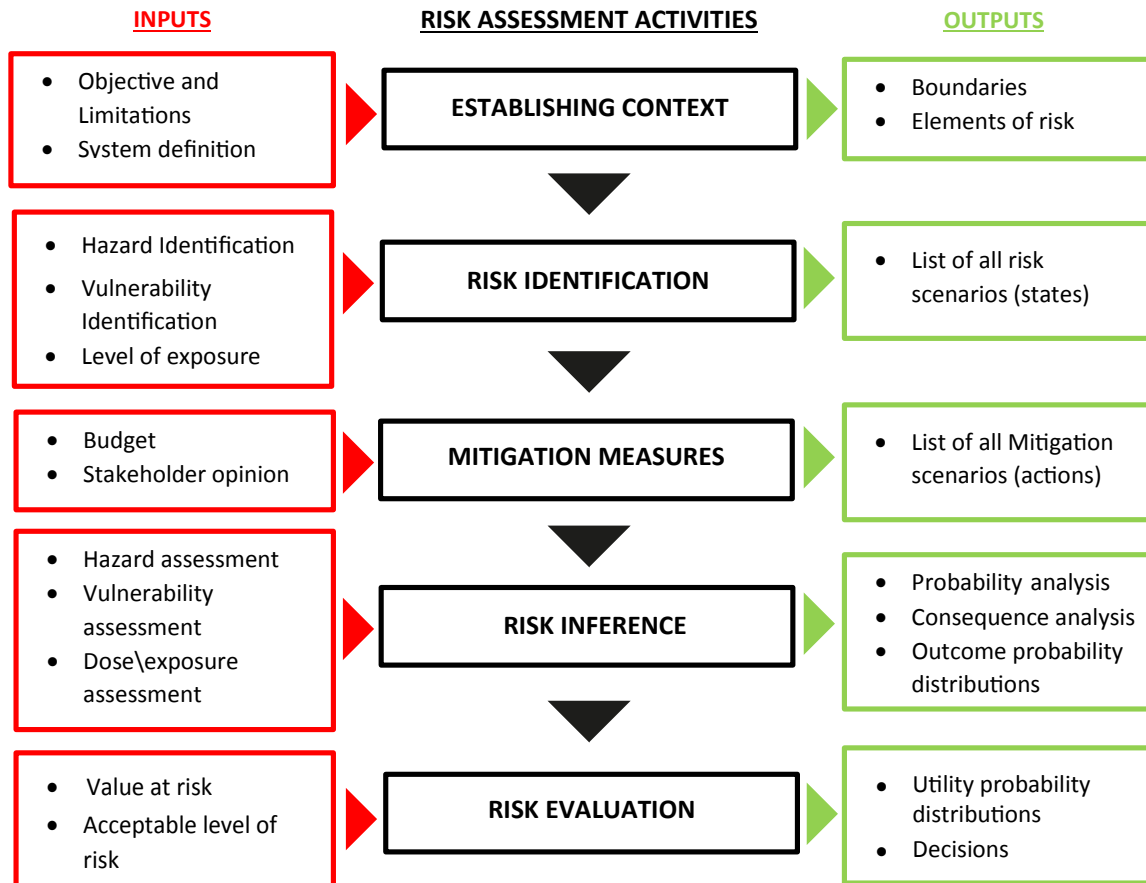 INPUTS
RISK ASSESSMENT ACTIVITIES
OUTPUTS
• Objective and
Limitations
• System definition
ESTABLISHING CONTEXT
• Boundaries
• Elements of risk
• Hazard Identification
• Vulnerability
Identification
• Level of exposure
RISK IDENTIFICATION
• List of all risk
scenarios (states)
• Budget
• Stakeholder opinion
MITIGATION MEASURES
• List of all Mitigation
scenarios (actions)
• Hazard assessment
• Vulnerability
assessment
• Dose\exposure
assessment
RISK INFERENCE
• Probability analysis
• Consequence analysis
• Outcome probability
distributions
• Value at risk
• Acceptable level of
risk
RISK EVALUATION
• Utility probability
distributions
• Decisions